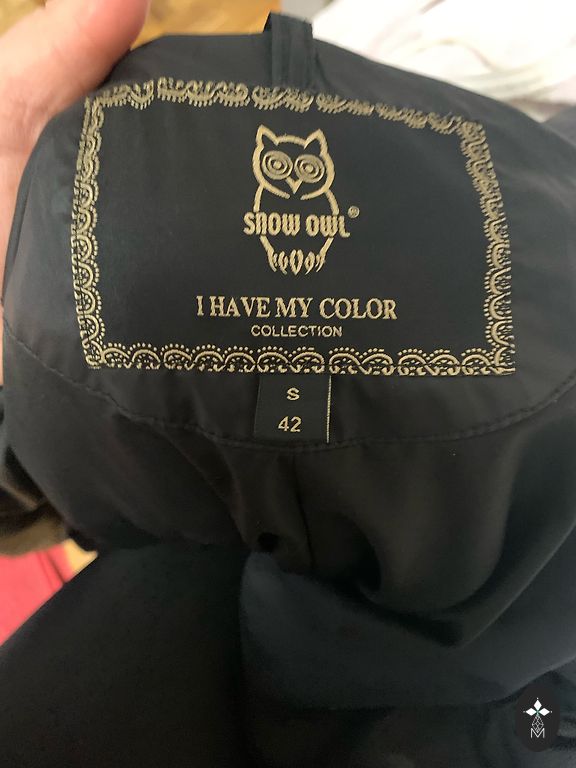 SNOW OWL®
I HAVE MY COLOR
COLLECTION
S
42
M